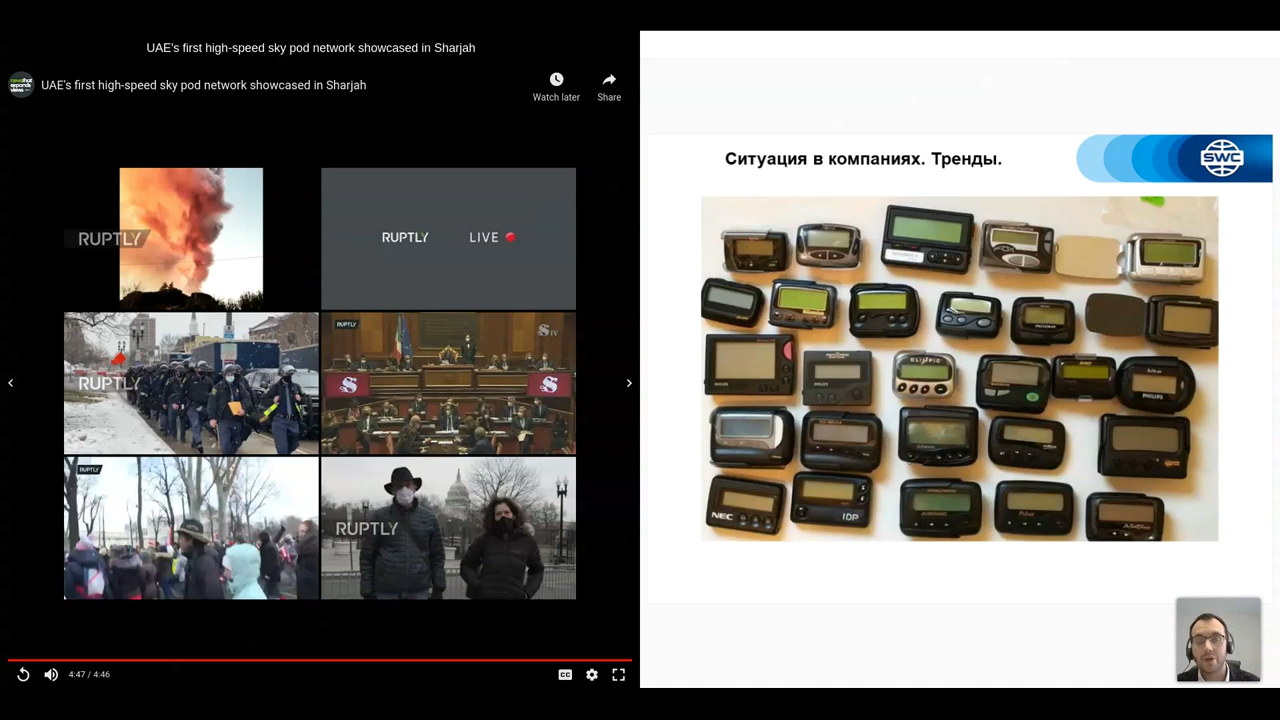 UAE's first high-speed sky pod network showcased in Sharjah
UAE's first high-speed sky pod network showcased in Sharjah
Watch later
Share
RUPTLY
RUPTLY
LIVE
RUPTLY
RUPTLY
RUPTLY
RUPTLY
4:47 / 4:46
CC
Ситуация в компаниях. Тренды.
SWC
OLYMPIC
PHILIPS
PHILIPS
NEC
IDP